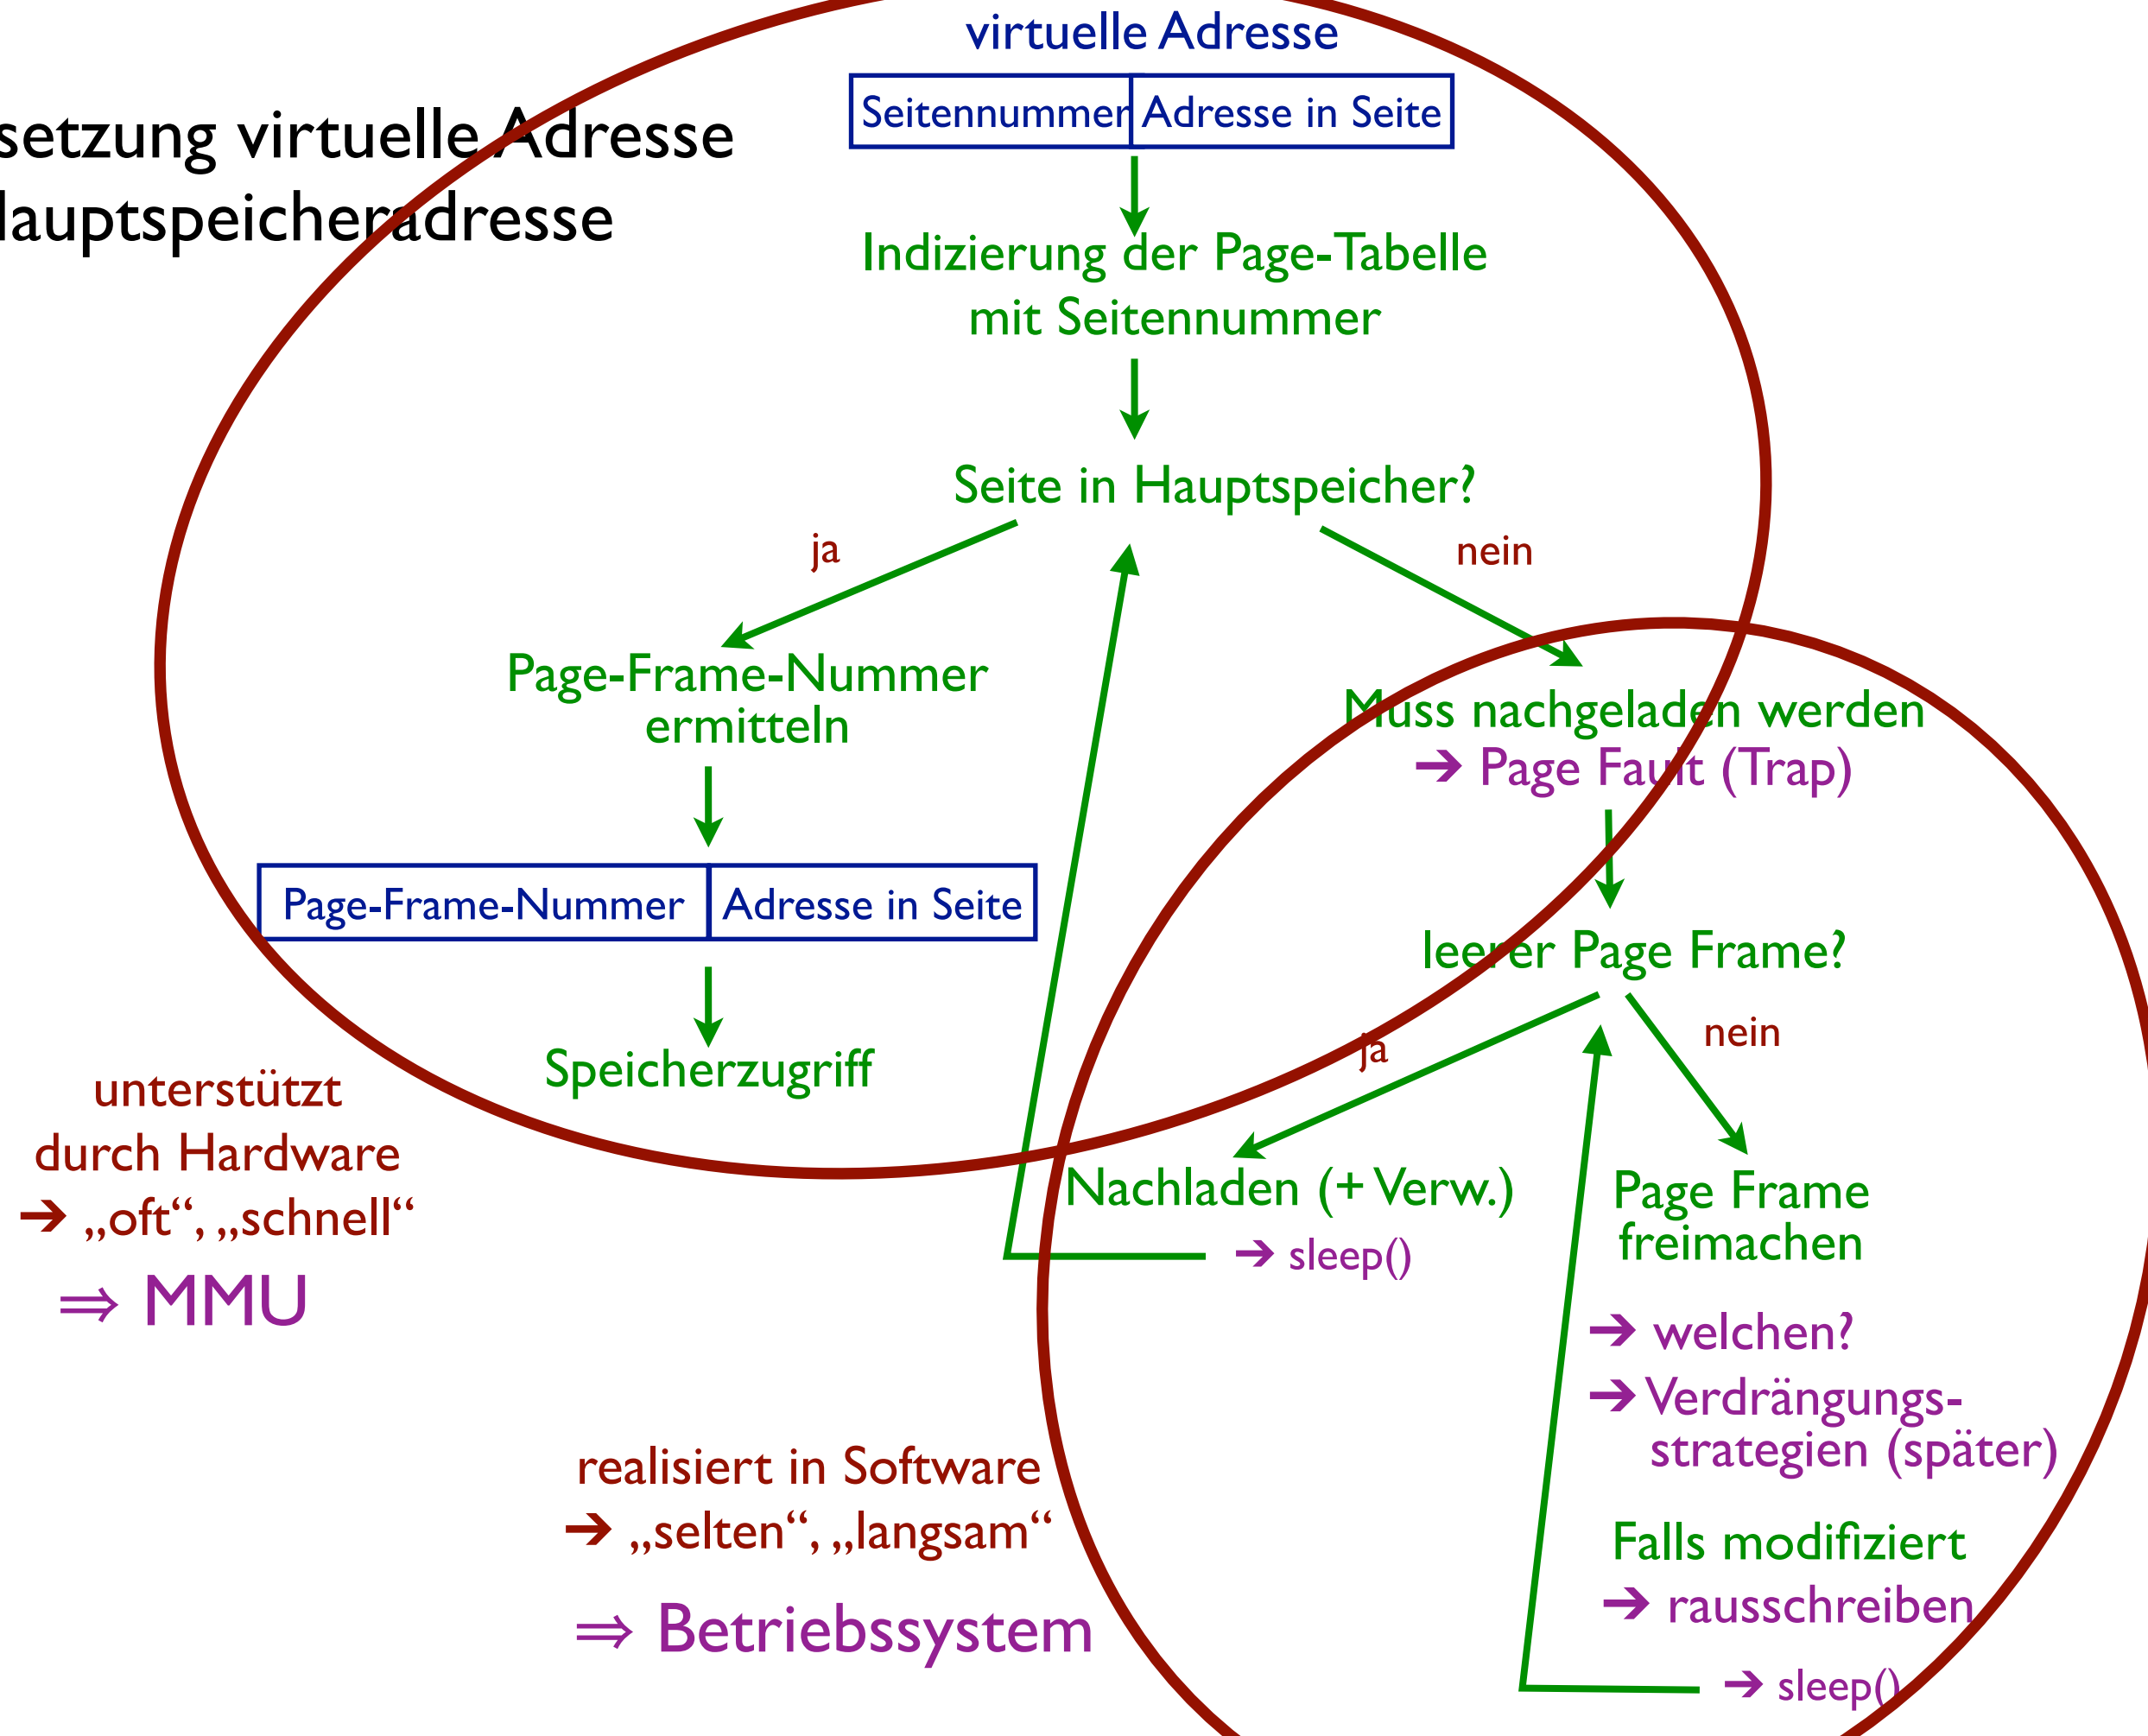 virtuelle Adresse
Seitennummer Adresse in Seite
setzung virtuelle Adresse
auptspeicheradresse
Indizierung der Page-Tabelle
mit Seitennummer
Seite in Hauptspeicher?
ja
nein
Page-Frame-Nummer
ermitteln
Muss nachgeladen werden
➔ Page Fault (Trap)
Page-Frame-Nummer Adresse in Seite
leerer Page Frame?
ja
nein
Speicherzugriff
unterstützt
durch Hardware
➔ „oft“, „schnell“
⇒ MMU
Nachladen (+ Verw.)
➔ sleep()
Page Frame
freimachen
➔ welchen?
➔ Verdrängungs-
strategien (später)
Falls modifiziert
➔ rausschreiben
➔ sleep()
realisiert in Software
➔ „selten“, „langsam“
⇒ Betriebssystem